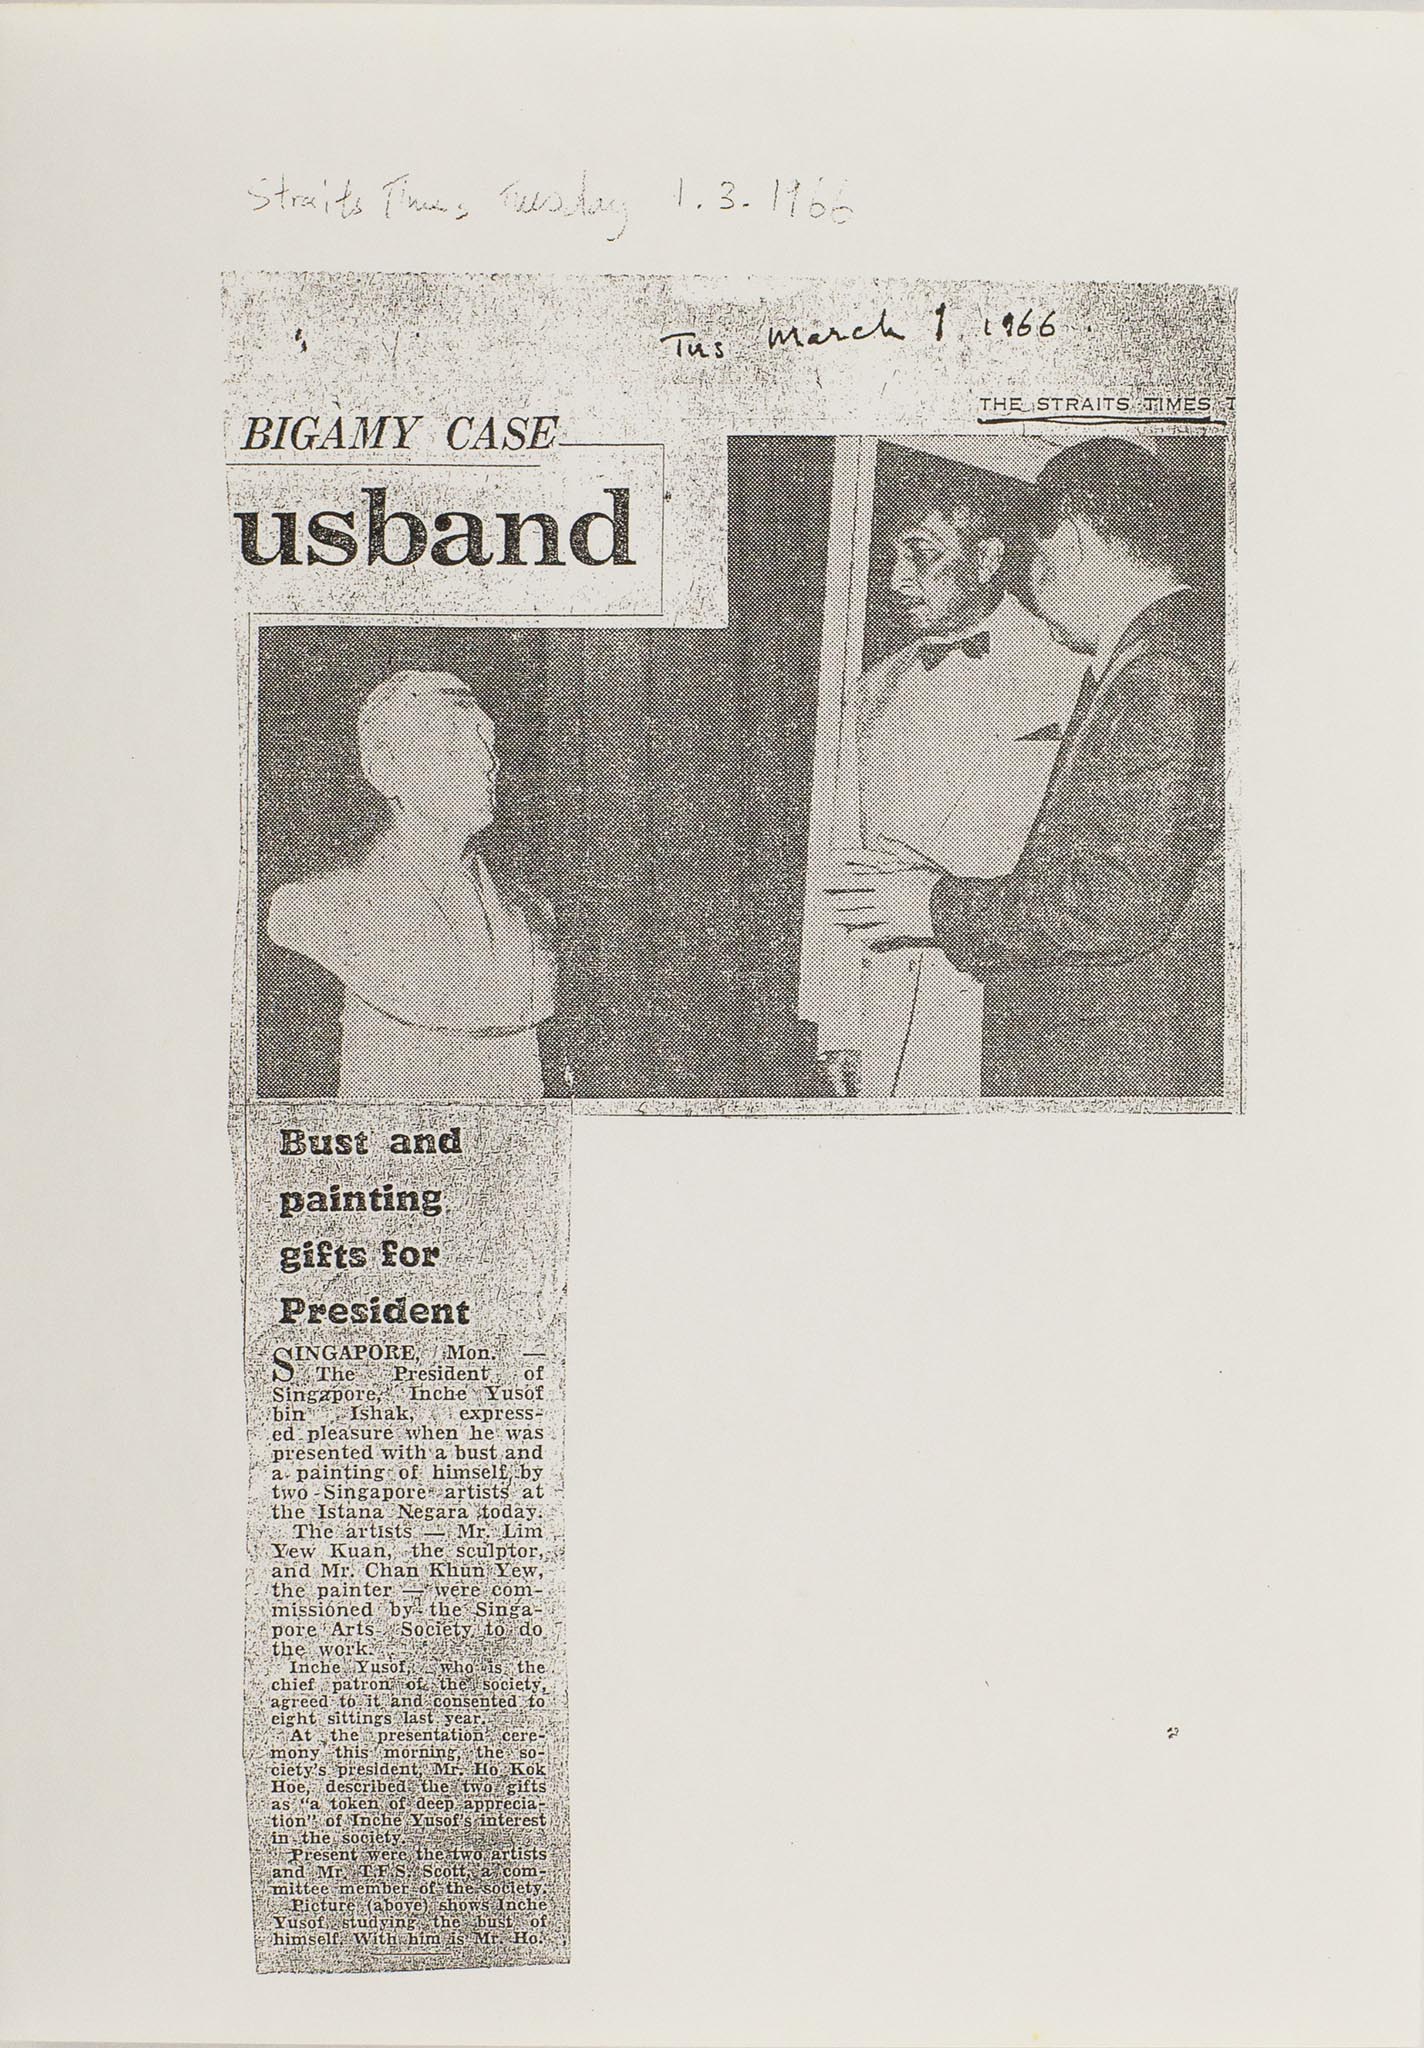 Straits Times, Tuesday 1.3.1966
Tus March 1 1966
THE STRAITS TIMES T
BIGAMY CASE
usband
Bust and
painting
gifts for
President
SINGAPORE, Mon. —
The President of
Singapore, Inche Yusof
bin Ishak, express-
ed pleasure when he was
presented with a bust and
a painting of himself by
two Singapore artists at
the Istana Negara today.
The artists — Mr. Lim
Yew Kuan, the sculptor,
and Mr. Chan Khun Yew,
the painter — were com-
missioned by the Singa-
pore Arts Society to do
the work.
Inche Yusof, who is the
chief patron of the society,
agreed to it and consented to
eight sittings last year.
At the presentation cere-
mony this morning, the so-
ciety's president, Mr. Ho Kok
Hoe, described the two gifts
as "a token of deep apprecia-
tion" of Inche Yusof's interest
in the society.
Present were the two artists
and Mr. T.F.S. Scott, a com-
mittee member of the society.
Picture (above) shows Inche
Yusof studying the bust of
himself. With him is Mr. Ho.